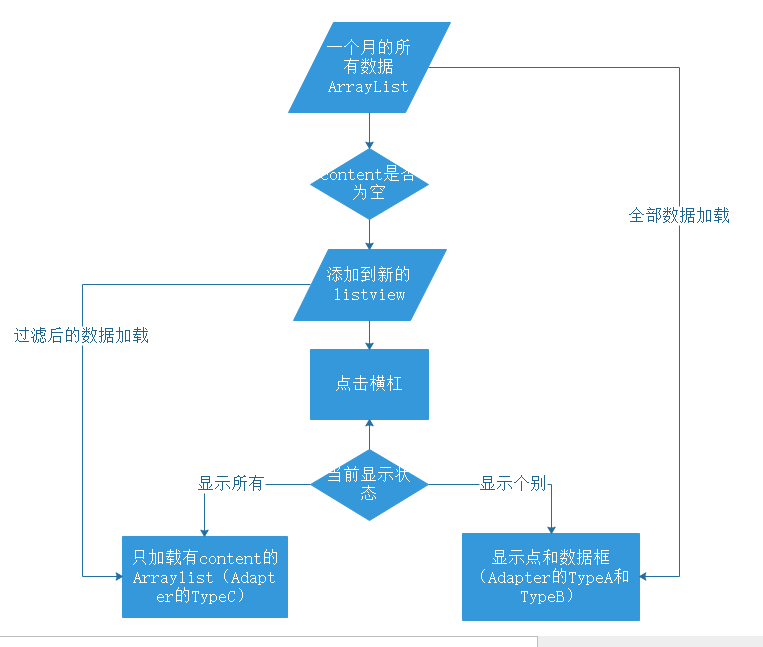 一个月的所
有数据
ArrayList
content是否
为空
全部数据加载
添加到新的
listview
过滤后的数据加载
点击横杠
当前显示状
态
显示所有
显示个别
只加载有content的
Arraylist（Adapt
er的TypeC）
显示点和数据框
（Adapter的TypeA和
TypeB）